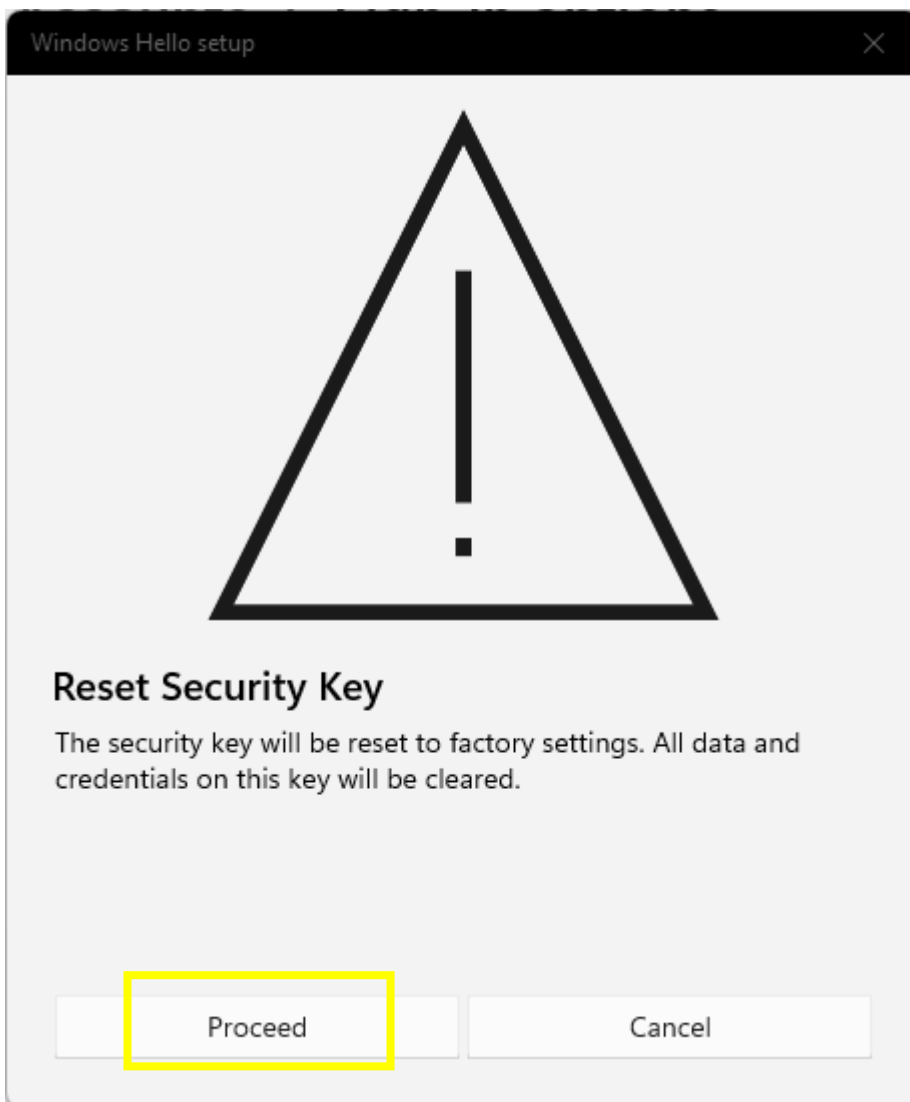 Windows Hello setup
Reset Security Key
The security key will be reset to factory settings. All data and
credentials on this key will be cleared.
Proceed
Cancel